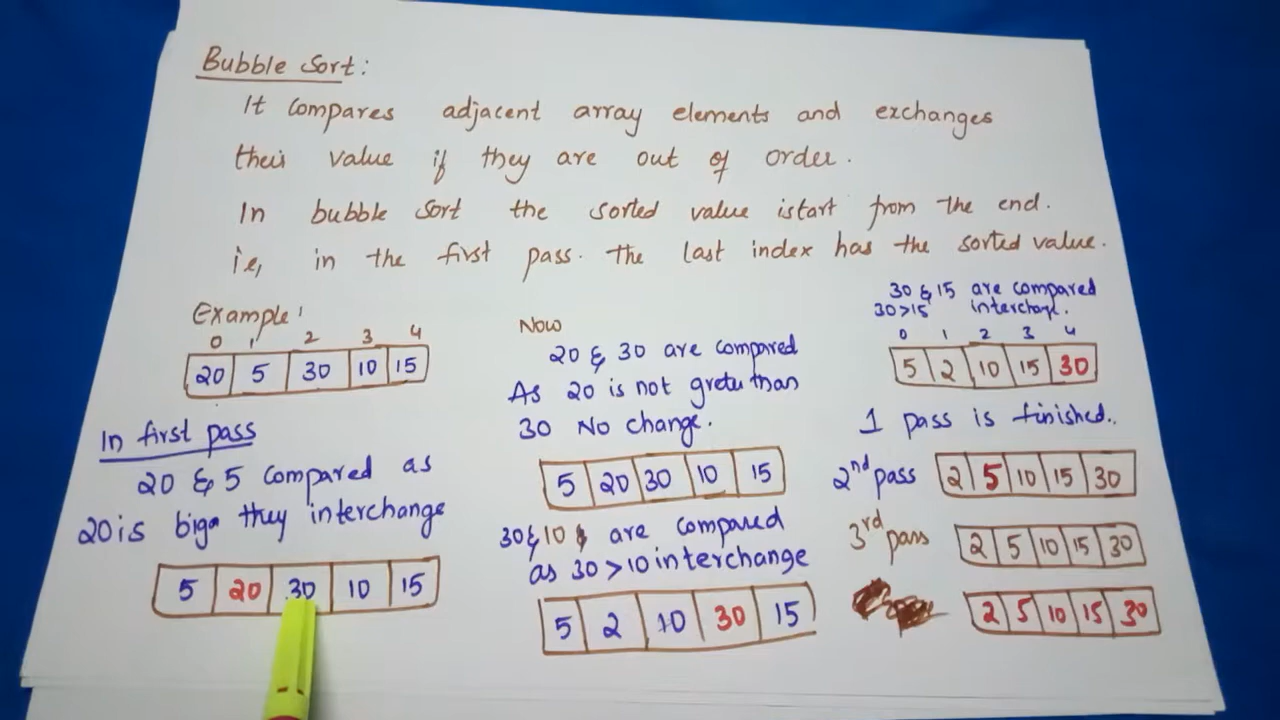 Bubble Sort:
It compares adjacent array elements and exchanges
their value if they are out of order.
In bubble sort the sorted value is start from the end.
ie, in the first pass. the last index has the sorted value.
Example:
0 1 2 3 4
20 5 30 10 15
In first pass
20 & 5 compared as
20 is biga they interchange
5 20 30 10 15
Now
20 & 30 are compared
As 20 is not greter than
30 No change.
5 20 30 10 15
30 & 10 are compared
as 30 > 10 interchange
5 2 10 30 15
30 & 15 are compared
30>15 interchange.
0 1 2 3 4
5 2 10 15 30
1 pass is finished..
2nd pass 2 5 10 15 30
3rd pass 2 5 10 15 30
2 5 10 15 30